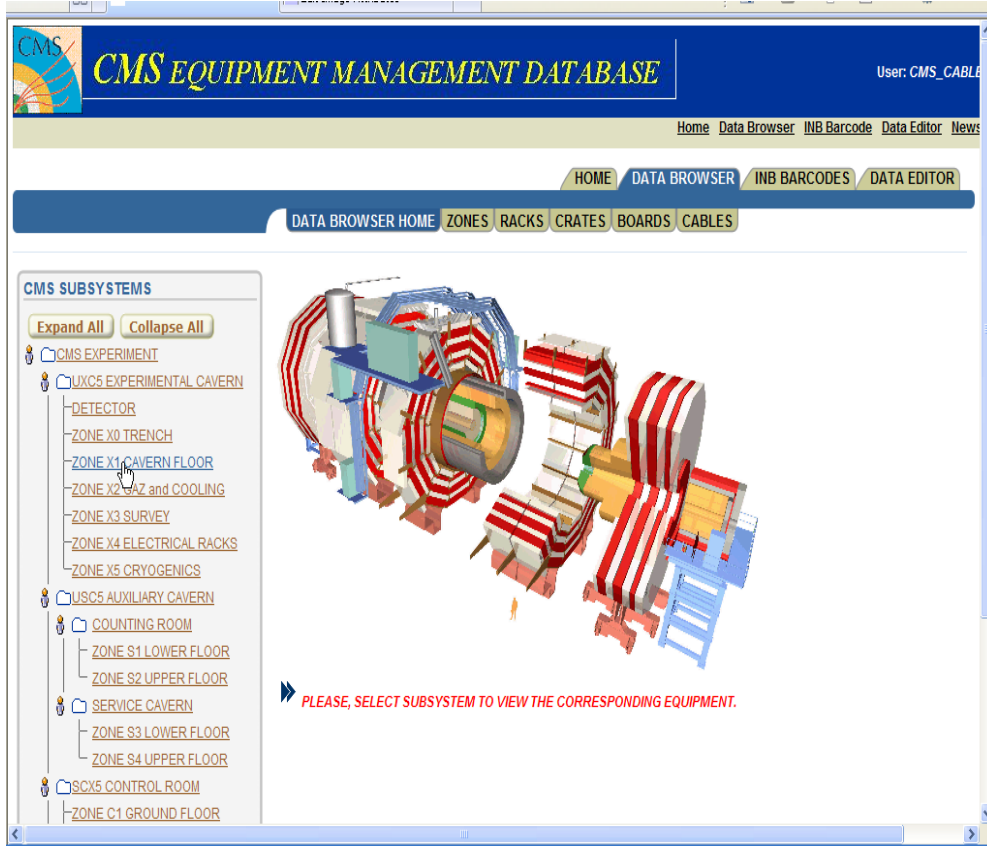 CMS
CMS EQUIPMENT MANAGEMENT DATABASE
User: CMS_CABLE
Home Data Browser INB Barcode Data Editor News
HOME DATA BROWSER INB BARCODES DATA EDITOR
DATA BROWSER HOME ZONES RACKS CRATES BOARDS CABLES
CMS SUBSYSTEMS
Expand All Collapse All
CMS EXPERIMENT
UXC5 EXPERIMENTAL CAVERN
DETECTOR
ZONE X0 TRENCH
ZONE X1 CAVERN FLOOR
ZONE X2 GAZ and COOLING
ZONE X3 SURVEY
ZONE X4 ELECTRICAL RACKS
ZONE X5 CRYOGENICS
USC5 AUXILIARY CAVERN
COUNTING ROOM
ZONE S1 LOWER FLOOR
ZONE S2 UPPER FLOOR
SERVICE CAVERN
ZONE S3 LOWER FLOOR
ZONE S4 UPPER FLOOR
SCX5 CONTROL ROOM
ZONE C1 GROUND FLOOR
PLEASE, SELECT SUBSYSTEM TO VIEW THE CORRESPONDING EQUIPMENT.